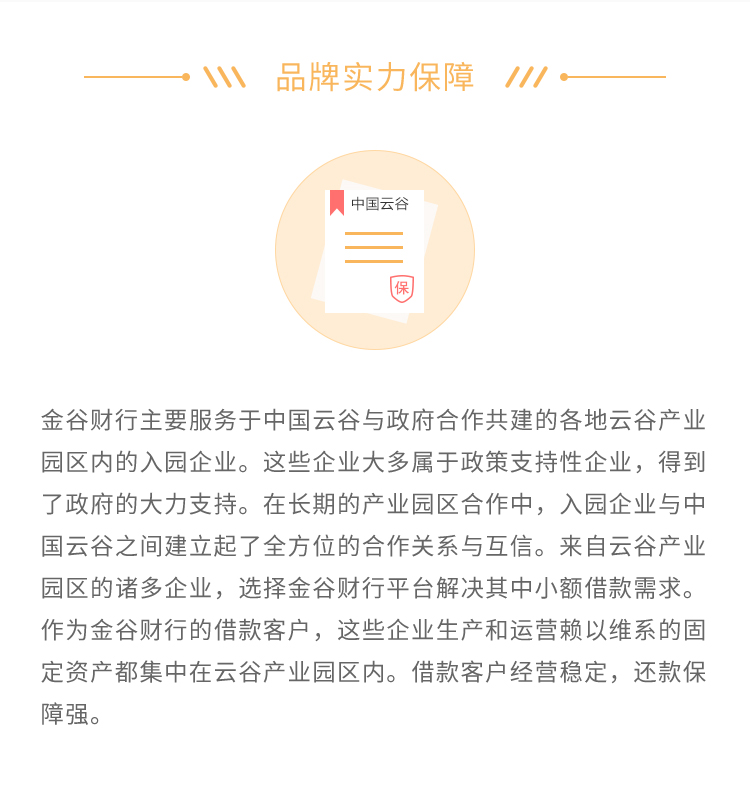 品牌实力保障
中国云谷
保
金谷财行主要服务于中国云谷与政府合作共建的各地云谷产业
园区内的入园企业。这些企业大多属于政策支持性企业，得到
了政府的大力支持。在长期的产业园区合作中，入园企业与中
国云谷之间建立起了全方位的合作关系与互信。来自云谷产业
园区的诸多企业，选择金谷财行平台解决其中小额借款需求。
作为金谷财行的借款客户，这些企业生产和运营赖以维系的固
定资产都集中在云谷产业园区内。借款客户经营稳定，还款保
障强。